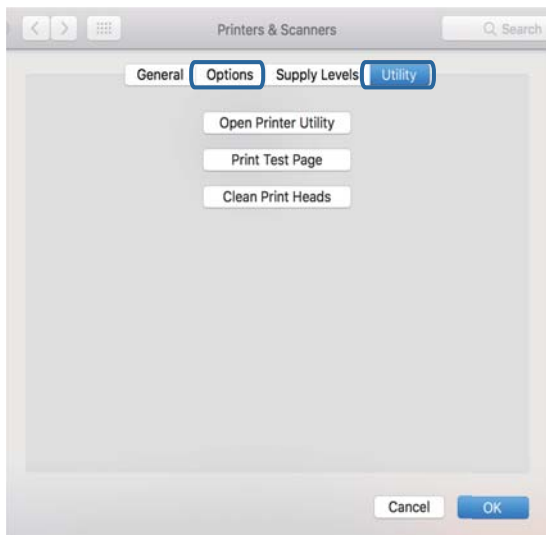 Printers & Scanners Search
General Options Supply Levels Utility
Open Printer Utility
Print Test Page
Clean Print Heads
Cancel OK